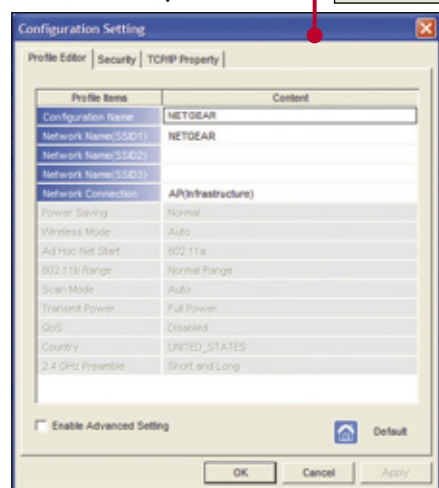 Configuration Setting
Profile Editor Security TCP/IP Property
Profile Items Content
Configuration Name NETGEAR
Network Name(SSID1) NETGEAR
Network Name(SSID2)
Network Name(SSID3)
Network Connection AP(Infrastructure)
Power Saving Normal
Wireless Mode Auto
Ad Hoc Net Start 802.11a
802.11b Range Normal Range
Scan Mode Auto
Transmit Power Full Power
QoS Disabled
Country UNITED_STATES
2.4 GHz Preamble Short and Long
Enable Advanced Setting
Default
OK Cancel Apply